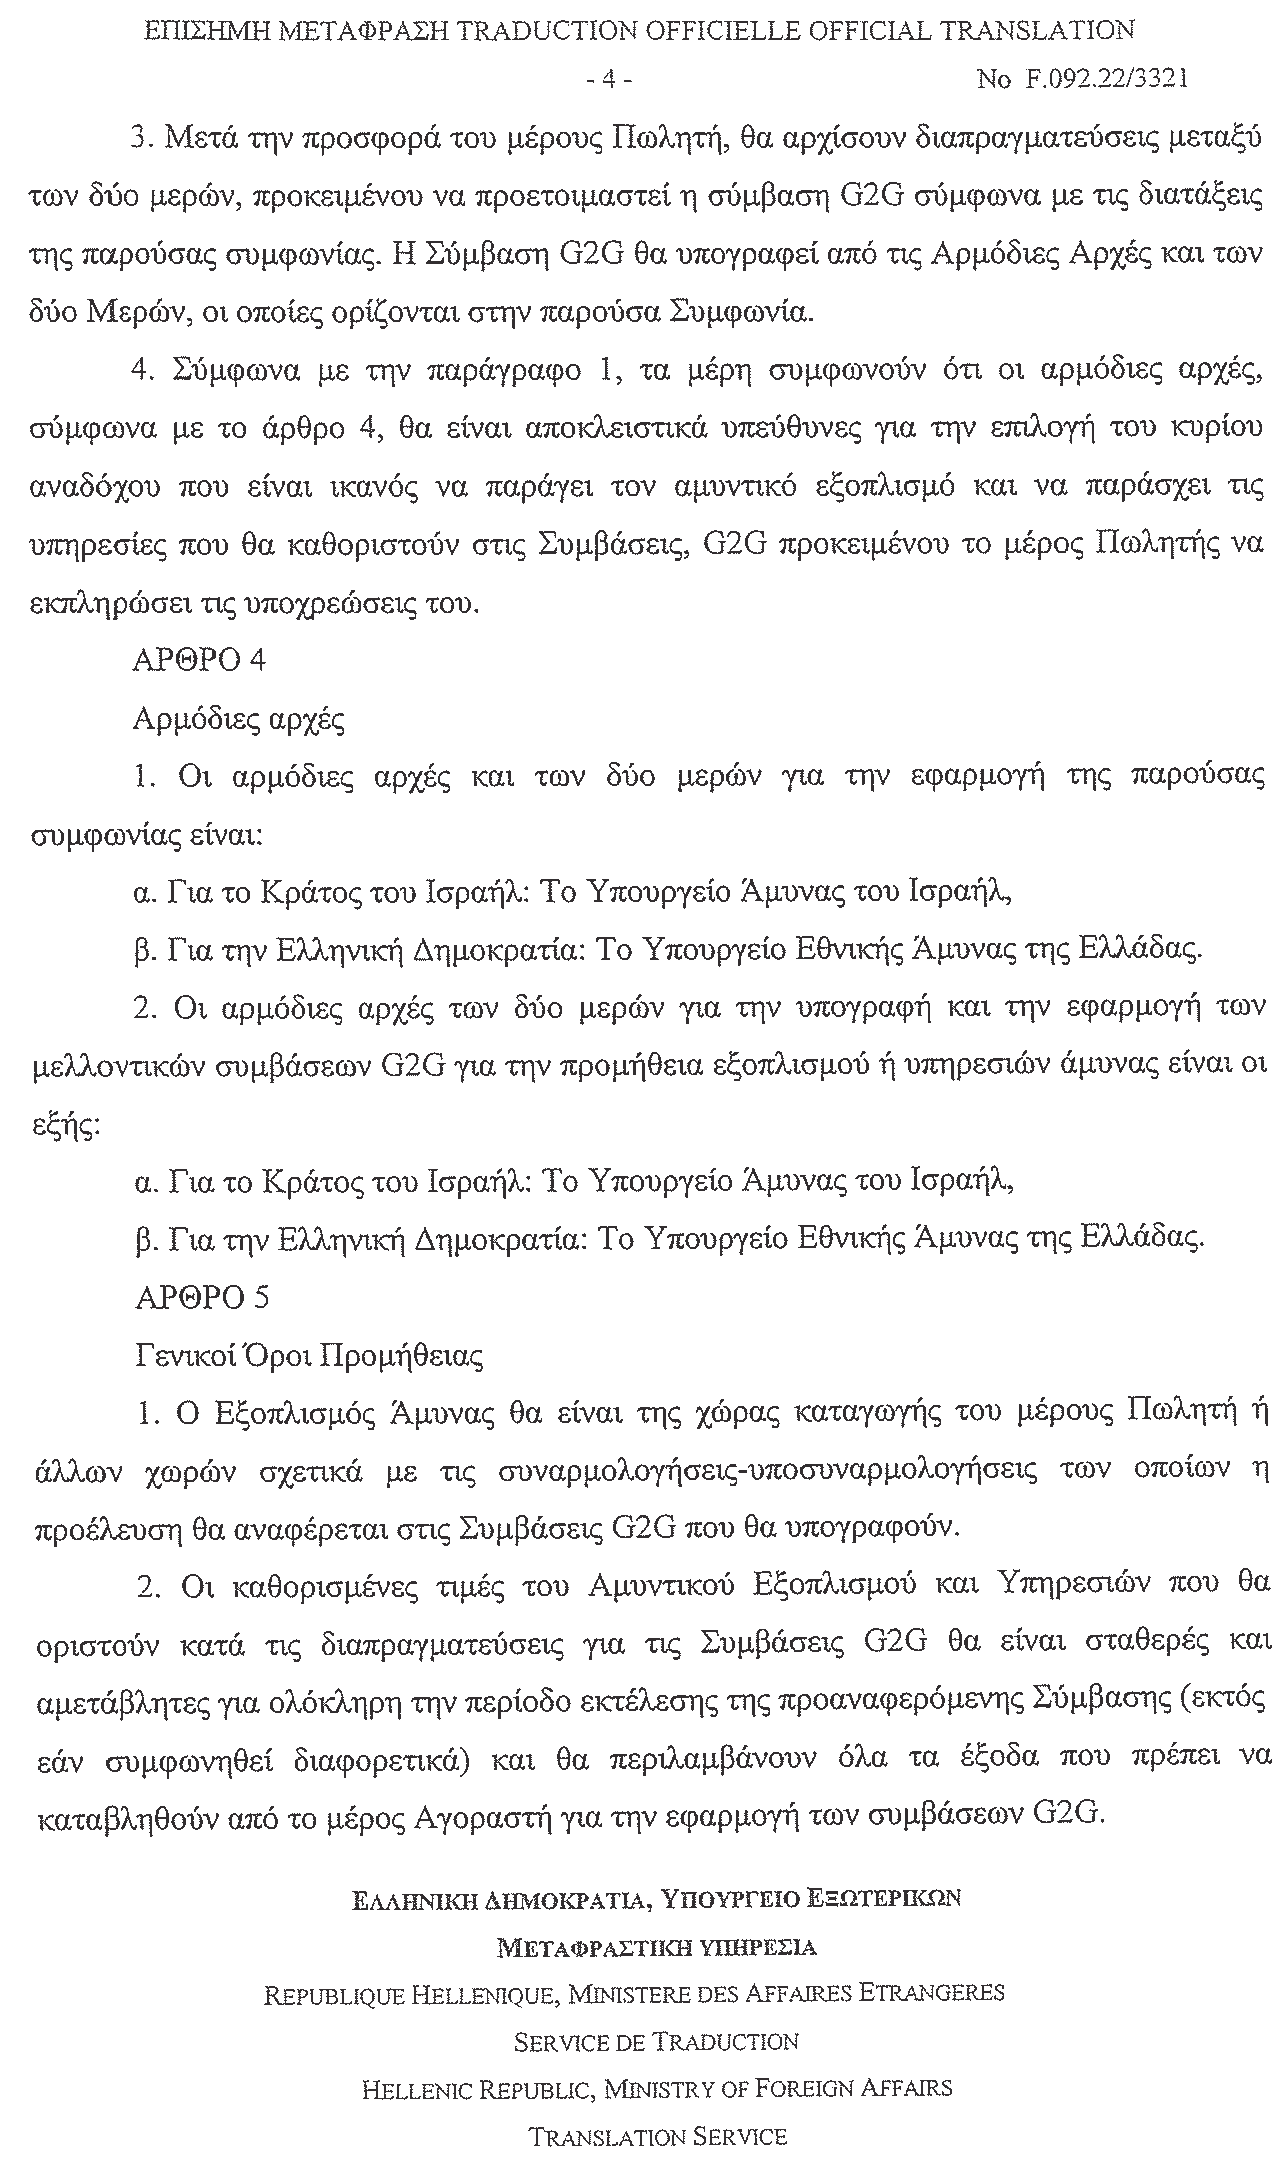 ΕΠΙΣΗΜΗ ΜΕΤΑΦΡΑΣΗ TRADUCTION OFFICIELLE OFFICIAL TRANSLATION
- 4 - No F.092.22/3321
3. Μετά την προσφορά του μέρους Πωλητή, θα αρχίσουν διαπραγματεύσεις μεταξύ
των δύο μερών, προκειμένου να προετοιμαστεί η σύμβαση G2G σύμφωνα με τις διατάξεις
της παρούσας συμφωνίας. Η Σύμβαση G2G θα υπογραφεί από τις Αρμόδιες Αρχές και των
δύο Μερών, οι οποίες ορίζονται στην παρούσα Συμφωνία.
4. Σύμφωνα με την παράγραφο 1, τα μέρη συμφωνούν ότι οι αρμόδιες αρχές,
σύμφωνα με το άρθρο 4, θα είναι αποκλειστικά υπεύθυνες για την επιλογή του κυρίου
αναδόχου που είναι ικανός να παράγει τον αμυντικό εξοπλισμό και να παράσχει τις
υπηρεσίες που θα καθοριστούν στις Συμβάσεις, G2G προκειμένου το μέρος Πωλητής να
εκπληρώσει τις υποχρεώσεις του.
ΑΡΘΡΟ 4
Αρμόδιες αρχές
1. Οι αρμόδιες αρχές και των δύο μερών για την εφαρμογή της παρούσας
συμφωνίας είναι:
α. Για το Κράτος του Ισραήλ: Το Υπουργείο Άμυνας του Ισραήλ,
β. Για την Ελληνική Δημοκρατία: Το Υπουργείο Εθνικής Άμυνας της Ελλάδας.
2. Οι αρμόδιες αρχές των δύο μερών για την υπογραφή και την εφαρμογή των
μελλοντικών συμβάσεων G2G για την προμήθεια εξοπλισμού ή υπηρεσιών άμυνας είναι οι
εξής:
α. Για το Κράτος του Ισραήλ: Το Υπουργείο Άμυνας του Ισραήλ,
β. Για την Ελληνική Δημοκρατία: Το Υπουργείο Εθνικής Άμυνας της Ελλάδας.
ΑΡΘΡΟ 5
Γενικοί Όροι Προμήθειας
1. Ο Εξοπλισμός Άμυνας θα είναι της χώρας καταγωγής του μέρους Πωλητή ή
άλλων χωρών σχετικά με τις συναρμολογήσεις-υποσυναρμολογήσεις των οποίων η
προέλευση θα αναφέρεται στις Συμβάσεις G2G που θα υπογραφούν.
2. Οι καθορισμένες τιμές του Αμυντικού Εξοπλισμού και Υπηρεσιών που θα
οριστούν κατά τις διαπραγματεύσεις για τις Συμβάσεις G2G θα είναι σταθερές και
αμετάβλητες για ολόκληρη την περίοδο εκτέλεσης της προαναφερόμενης Σύμβασης (εκτός
εάν συμφωνηθεί διαφορετικά) και θα περιλαμβάνουν όλα τα έξοδα που πρέπει να
καταβληθούν από το μέρος Αγοραστή για την εφαρμογή των συμβάσεων G2G.
ΕΛΛΗΝΙΚΗ ΔΗΜΟΚΡΑΤΙΑ, ΥΠΟΥΡΓΕΙΟ ΕΞΩΤΕΡΙΚΩΝ
ΜΕΤΑΦΡΑΣΤΙΚΗ ΥΠΗΡΕΣΙΑ
REPUBLIQUE HELLENIQUE, MINISTERE DES AFFAIRES ETRANGERES
SERVICE DE TRADUCTION
HELLENIC REPUBLIC, MINISTRY OF FOREIGN AFFAIRS
TRANSLATION SERVICE